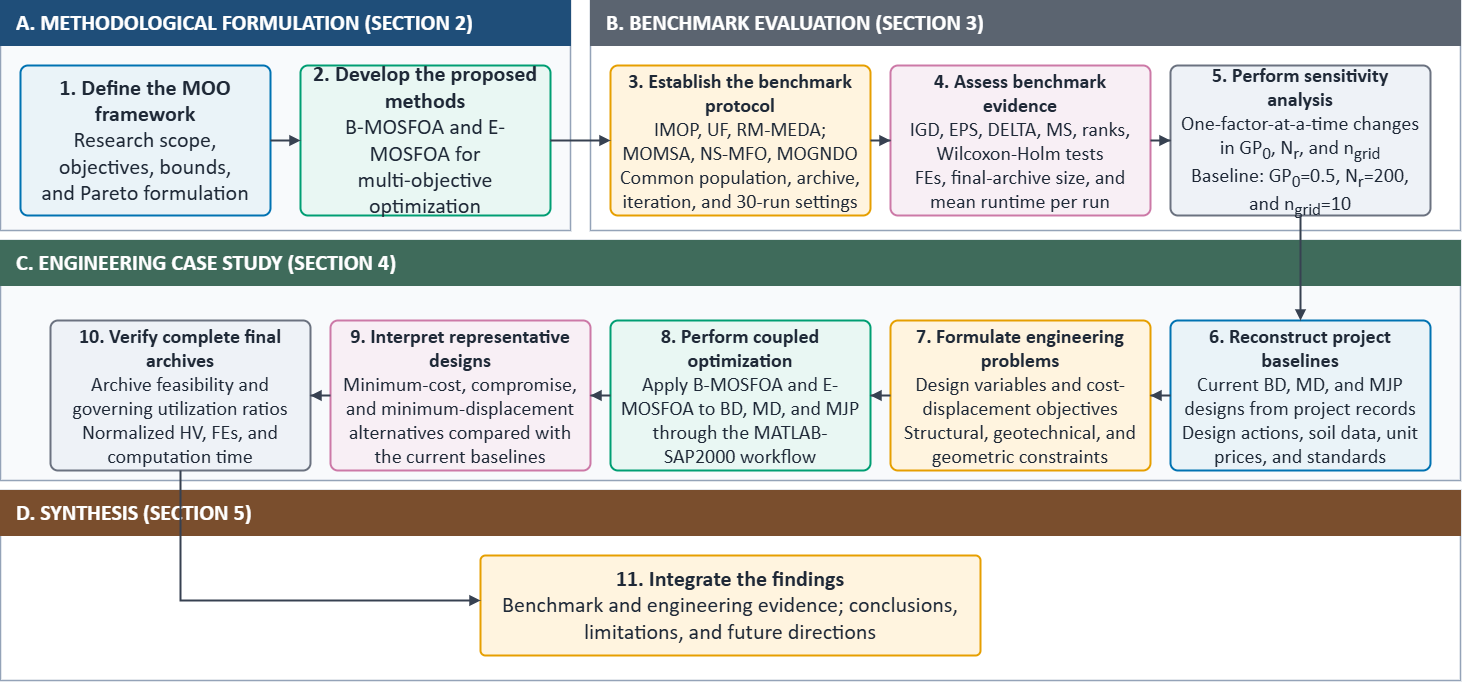 A. METHODOLOGICAL FORMULATION (SECTION 2)
1. Define the MOO
framework
Research scope,
objectives, bounds,
and Pareto formulation
2. Develop the proposed
methods
B-MOSFOA and E-
MOSFOA for
multi-objective
optimization
B. BENCHMARK EVALUATION (SECTION 3)
3. Establish the benchmark
protocol
IMOP, UF, RM-MEDA;
MOMSA, NS-MFO, MOGNDO
Common population, archive,
iteration, and 30-run settings
4. Assess benchmark
evidence
IGD, EPS, DELTA, MS, ranks,
Wilcoxon-Holm tests
FEs, final-archive size, and
mean runtime per run
5. Perform sensitivity
analysis
One-factor-at-a-time changes
in GP0, Nr, and ngrid
Baseline: GP0=0.5, Nr=200,
and ngrid=10
C. ENGINEERING CASE STUDY (SECTION 4)
10. Verify complete final
archives
Archive feasibility and
governing utilization ratios
Normalized HV, FEs, and
computation time
9. Interpret representative
designs
Minimum-cost, compromise,
and minimum-displacement
alternatives compared with
the current baselines
8. Perform coupled
optimization
Apply B-MOSFOA and E-
MOSFOA to BD, MD, and MJP
through the MATLAB-
SAP2000 workflow
7. Formulate engineering
problems
Design variables and cost-
displacement objectives
Structural, geotechnical, and
geometric constraints
6. Reconstruct project
baselines
Current BD, MD, and MJP
designs from project records
Design actions, soil data, unit
prices, and standards
D. SYNTHESIS (SECTION 5)
11. Integrate the findings
Benchmark and engineering evidence; conclusions,
limitations, and future directions